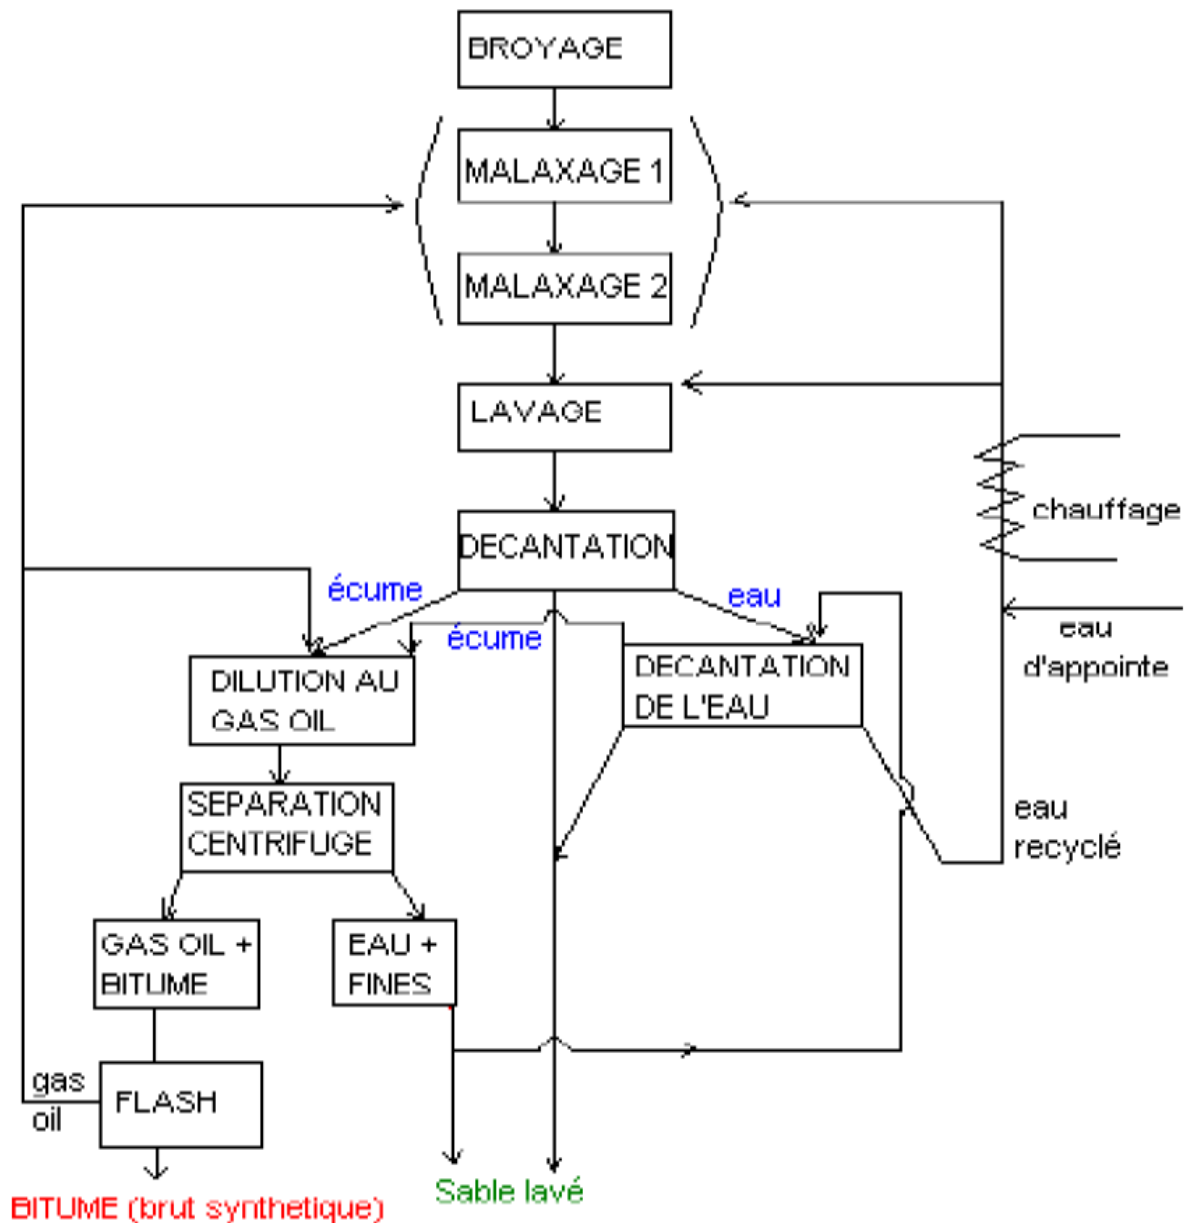 BROYAGE
MALAXAGE 1
MALAXAGE 2
LAVAGE
chauffage
DECANTATION
écume
eau
eau
d'appointe
écume
DILUTION AU
GAS OIL
DECANTATION
DE L'EAU
SEPARATION
CENTRIFUGE
eau
recyclé
GAS OIL +
BITUME
EAU +
FINES
gas
oil
FLASH
Sable lavé
BITUME (brut synthetique)